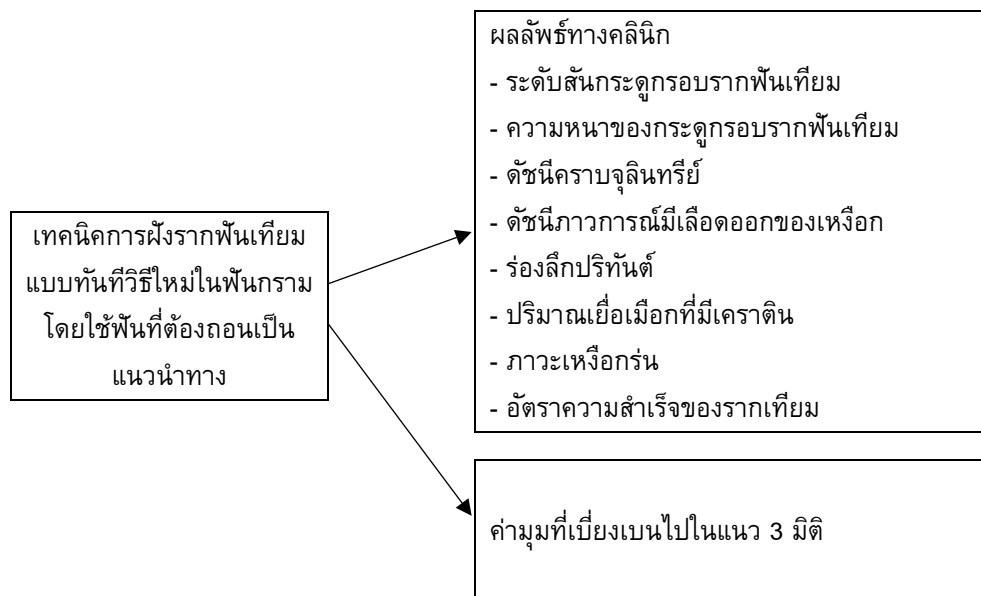 เทคนิคการฝังรากฟันเทียม
แบบทันทีวิธีใหม่ในฟันกราม
โดยใช้ฟันที่ต้องถอนเป็น
แนวนำทาง
ผลลัพธ์ทางคลินิก
- ระดับสันกระดูกรอบรากฟันเทียม
- ความหนาของกระดูกรอบรากฟันเทียม
- ดัชนีคราบจุลินทรีย์
- ดัชนีภาวการณ์มีเลือดออกของเหงือก
- ร่องลึกปริทันต์
- ปริมาณเยื่อเมือกที่มีเคราติน
- ภาวะเหงือกร่น
- อัตราความสำเร็จของรากเทียม
ค่ามุมที่เบี่ยงเบนไปในแนว 3 มิติ